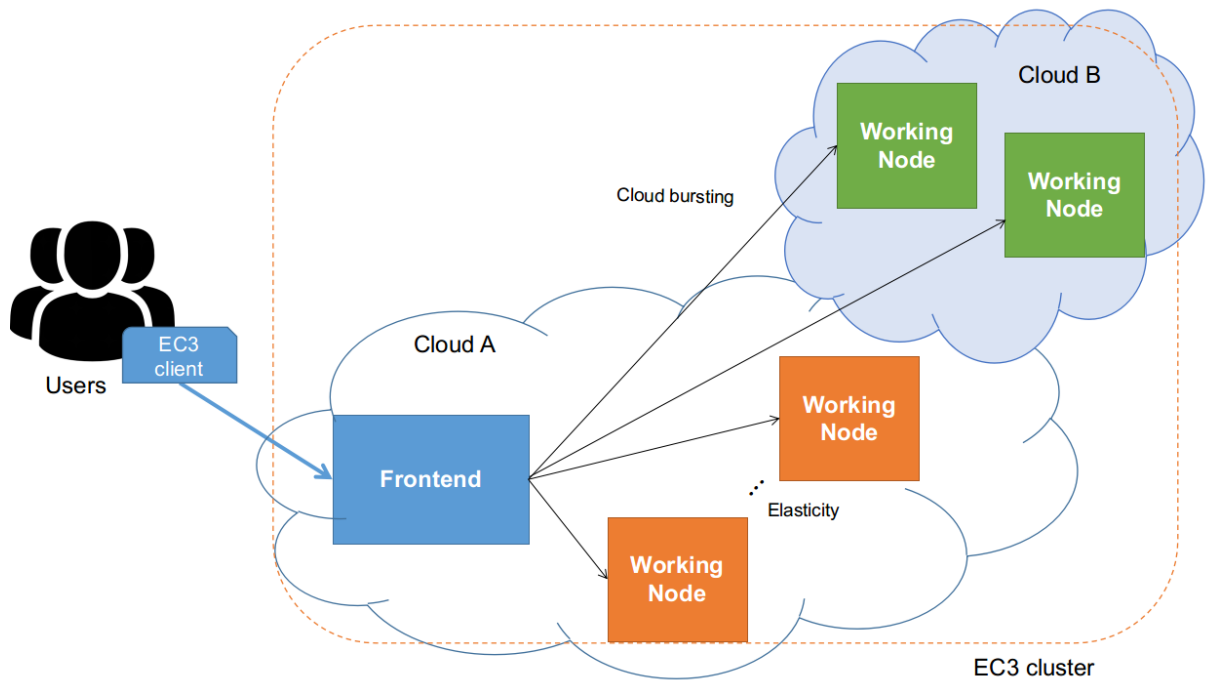 Cloud B
Working
Node
Working
Node
Cloud bursting
EC3
client
Users
Cloud A
Working
Node
Frontend
Elasticity
Working
Node
EC3 cluster